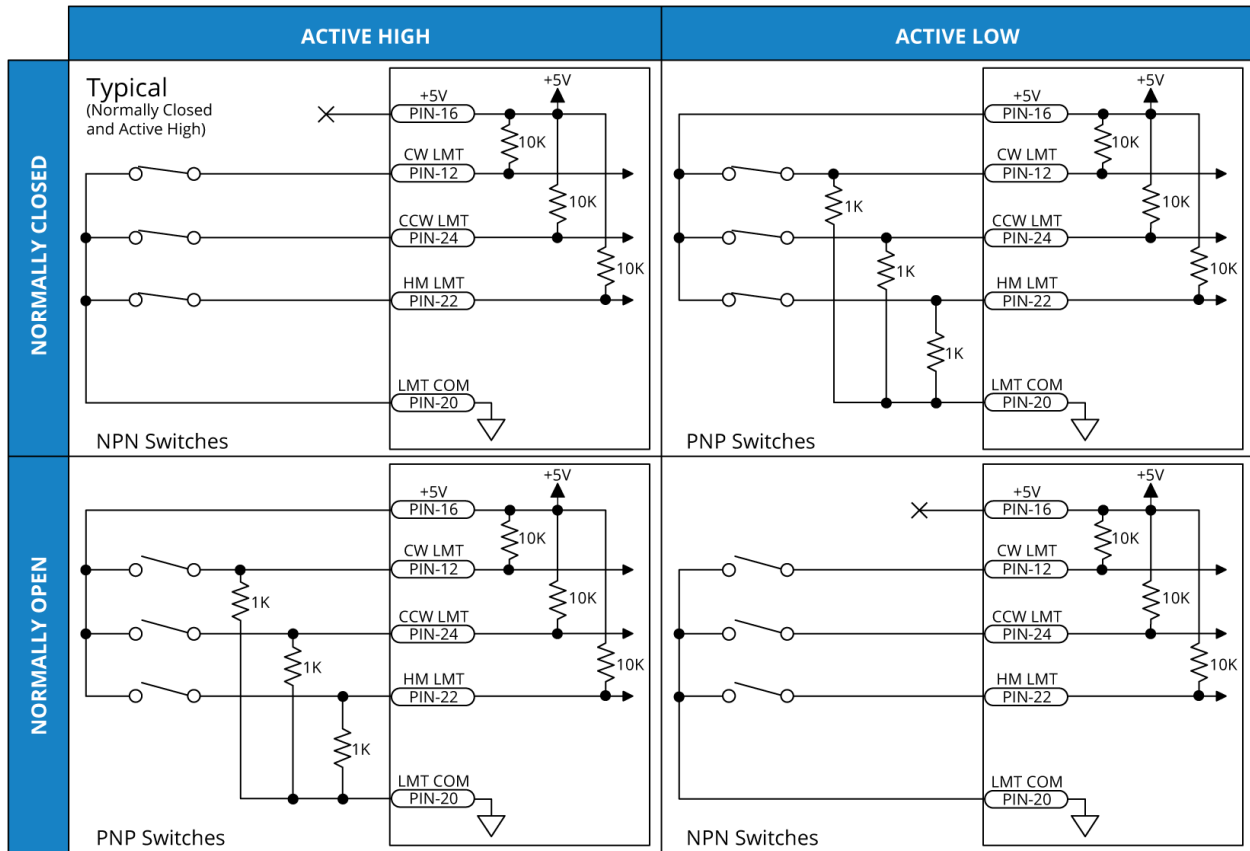 ACTIVE HIGH
ACTIVE LOW
NORMALLY CLOSED
Typical
(Normally Closed
and Active High)
+5V
+5V
PIN-16
10K
CW LMT
PIN-12
10K
CCW LMT
PIN-24
10K
HM LMT
PIN-22
LMT COM
PIN-20
NPN Switches
+5V
+5V
PIN-16
10K
CW LMT
PIN-12
1K
10K
CCW LMT
PIN-24
1K
10K
HM LMT
PIN-22
1K
LMT COM
PIN-20
PNP Switches
NORMALLY OPEN
+5V
+5V
PIN-16
10K
CW LMT
PIN-12
1K
10K
CCW LMT
PIN-24
1K
10K
HM LMT
PIN-22
1K
LMT COM
PIN-20
PNP Switches
+5V
+5V
PIN-16
10K
CW LMT
PIN-12
10K
CCW LMT
PIN-24
10K
HM LMT
PIN-22
LMT COM
PIN-20
NPN Switches